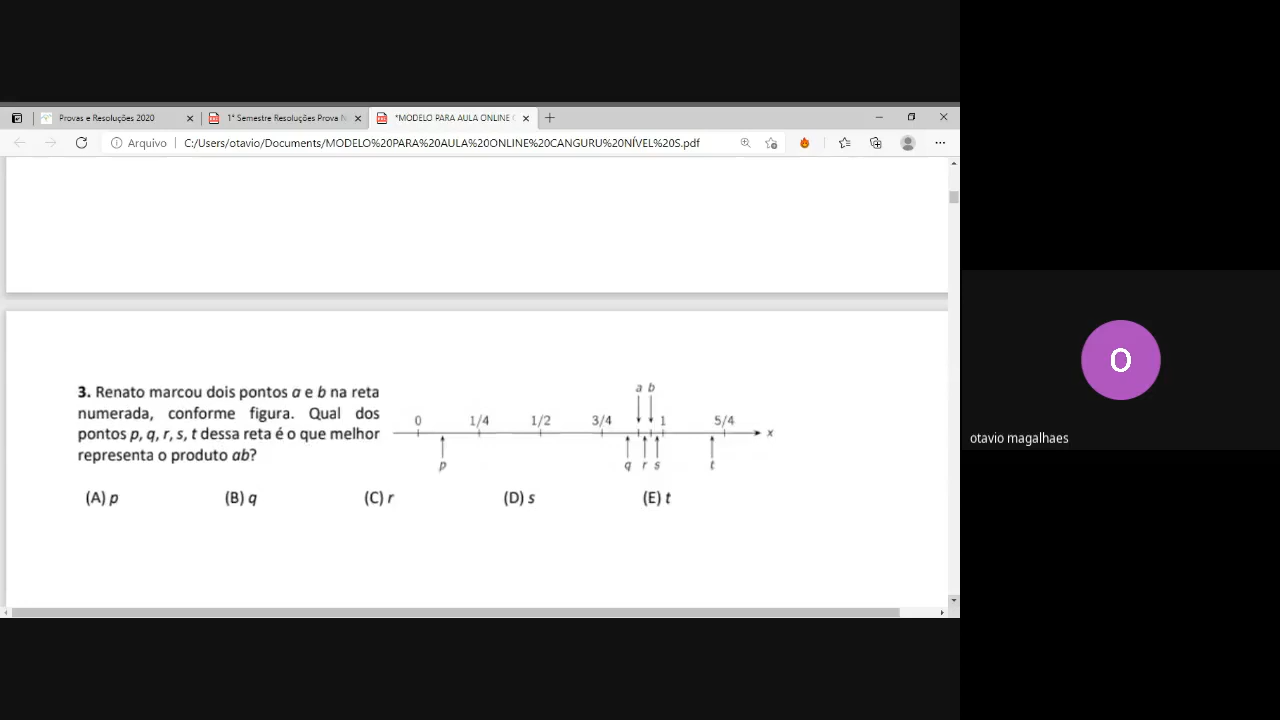 Provas e Resoluções 2020
1° Semestre Resoluções Prova N
*MODELO PARA AULA ONLINE C
Arquivo
C:/Users/otavio/Documents/MODELO%20PARA%20AULA%20ONLINE%20CANGURU%20NÍVEL%20S.pdf
3. Renato marcou dois pontos a e b na reta
numerada, conforme figura. Qual dos
pontos p, q, r, s, t dessa reta é o que melhor
representa o produto ab?
a b
0 1/4 1/2 3/4 1 5/4
x
p q r s t
(A) p (B) q (C) r (D) s (E) t
O
otavio magalhaes